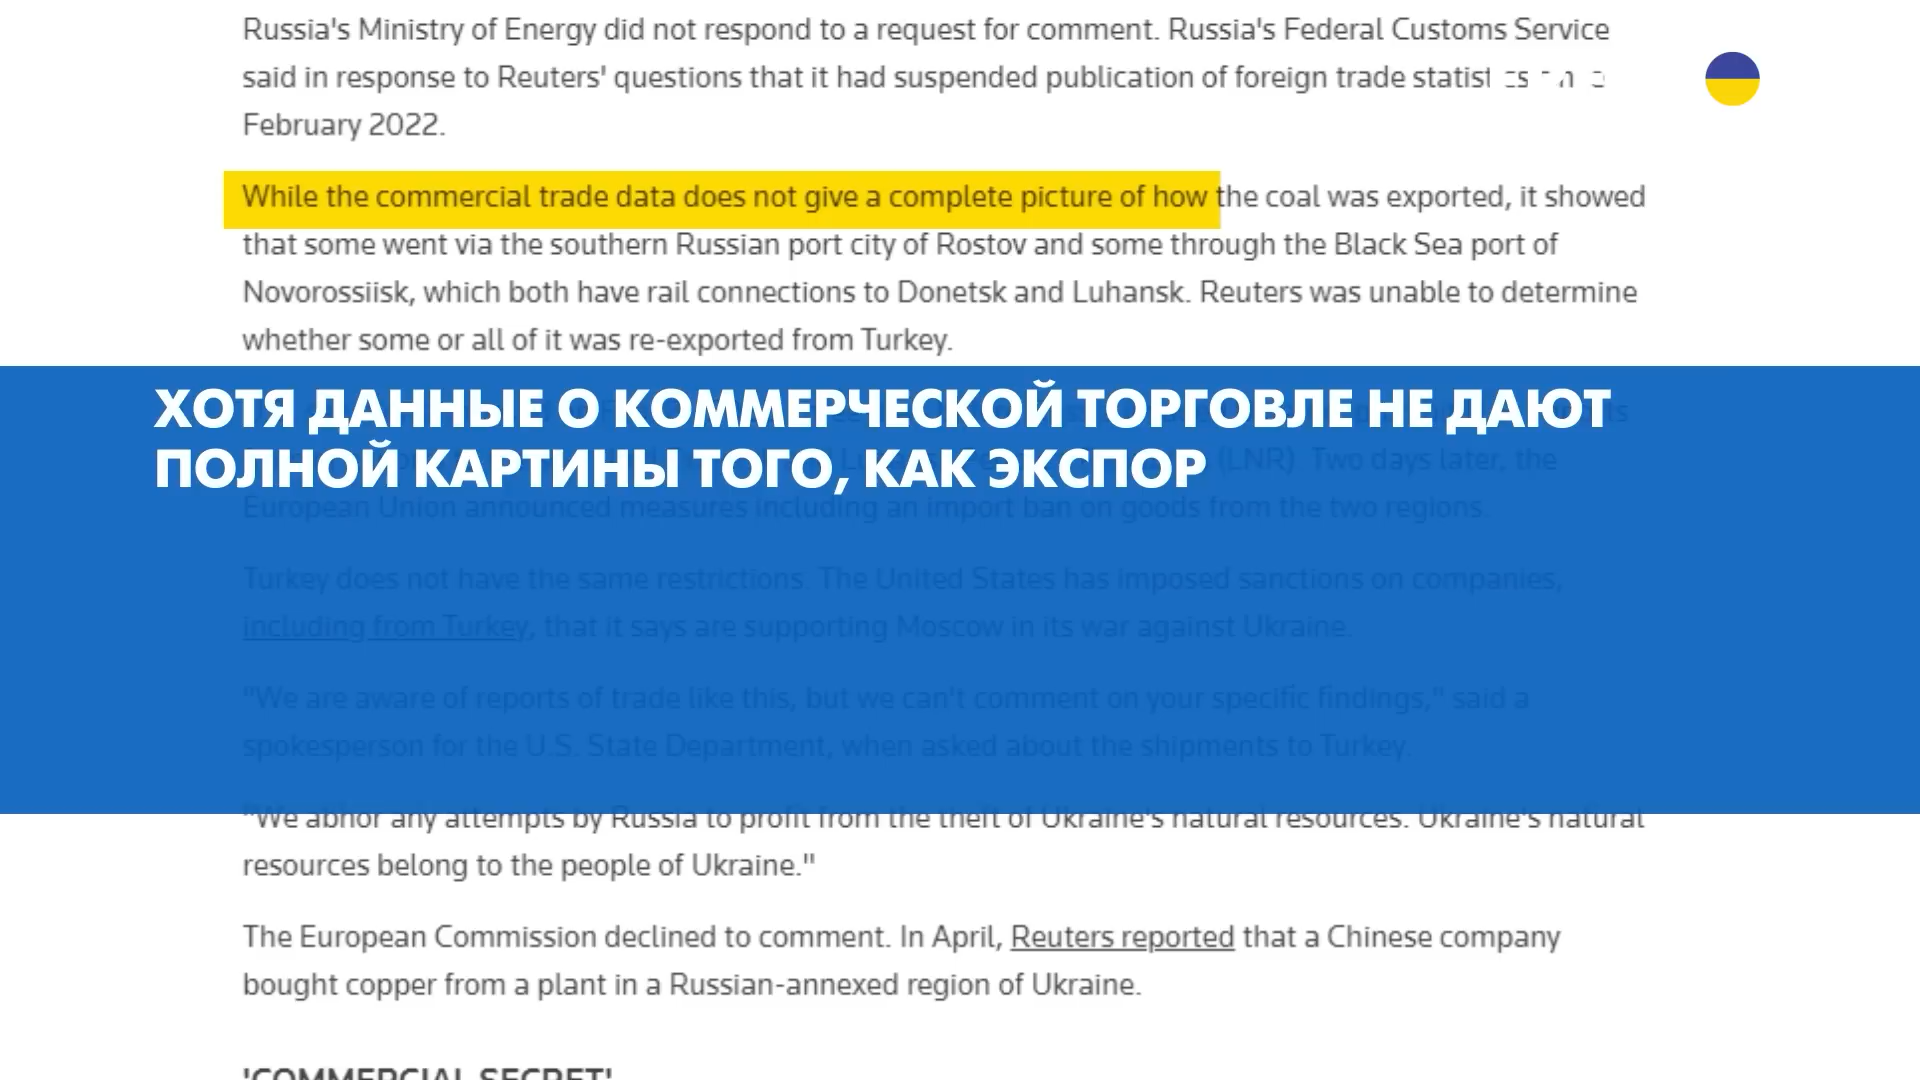 Russia's Ministry of Energy did not respond to a request for comment. Russia's Federal Customs Service
said in response to Reuters' questions that it had suspended publication of foreign trade
February 2022.
While the commercial trade data does not give a complete picture of how the coal was exported, it showed
that some went via the southern Russian port city of Rostov and some through the Black Sea port of
Novorossiisk, which both have rail connections to Donetsk and Luhansk. Reuters was unable to determine
whether some or all of it was re-exported from Turkey.
ХОТЯ ДАННЫЕ О КОММЕРЧЕСКОЙ ТОРГОВЛЕ НЕ ДАЮТ
ПОЛНОЙ КАРТИНЫ ТОГО, КАК ЭКСПОР
(LNR). Two days later, the
European Union announced measures including an import ban on goods from the two regions.
Turkey does not have the same restrictions. The United States has imposed sanctions on companies,
including from Turkey, that it says are supporting Moscow in its war against Ukraine.
"We are aware of reports of trade like this, but we can't comment on your specific findings," said a
spokesperson for the U.S. State Department, when asked about the shipments to Turkey.
"We abhor any attempts by Russia to profit from the theft of Ukraine's natural resources. Ukraine's natural
resources belong to the people of Ukraine."
The European Commission declined to comment. In April, Reuters reported that a Chinese company
bought copper from a plant in a Russian-annexed region of Ukraine.
'COMMERCIAL SECRET'